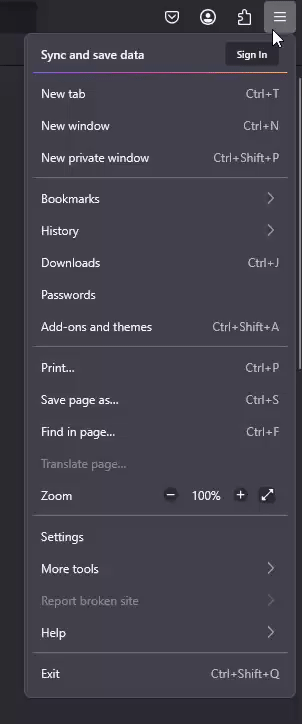 Sync and save data Sign In
New tab Ctrl+T
New window Ctrl+N
New private window Ctrl+Shift+P
Bookmarks
History
Downloads Ctrl+J
Passwords
Add-ons and themes Ctrl+Shift+A
Print... Ctrl+P
Save page as... Ctrl+S
Find in page... Ctrl+F
Translate page...
Zoom 100%
Settings
More tools
Report broken site
Help
Exit Ctrl+Shift+Q